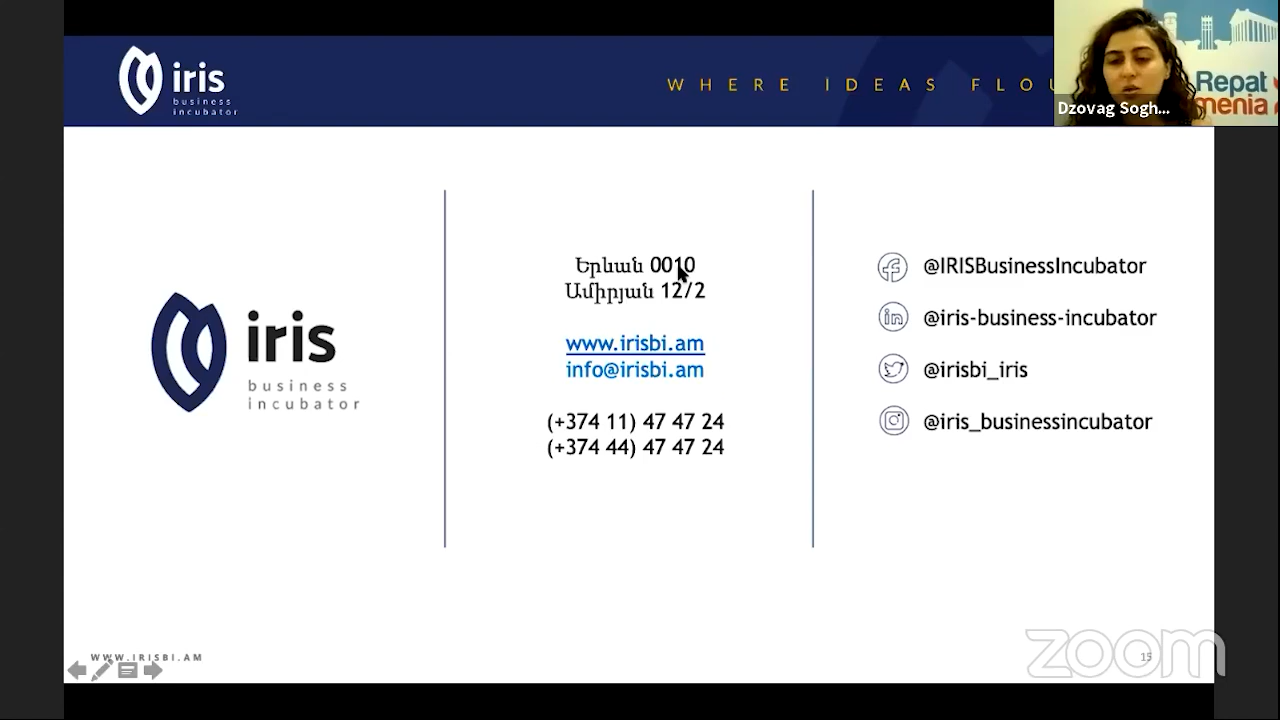 iris
business
incubator
WHERE IDEAS FLOU
Repat
menia
Dzovag Sogh...
iris
business
incubator
Երևան 0010
Ամիրյան 12/2
www.irisbi.am
info@irisbi.am
(+374 11) 47 47 24
(+374 44) 47 47 24
@IRISBusinessIncubator
@iris-business-incubator
@irisbi_iris
@iris_businessincubator
WWW.IRISBI.AM
15
zoom